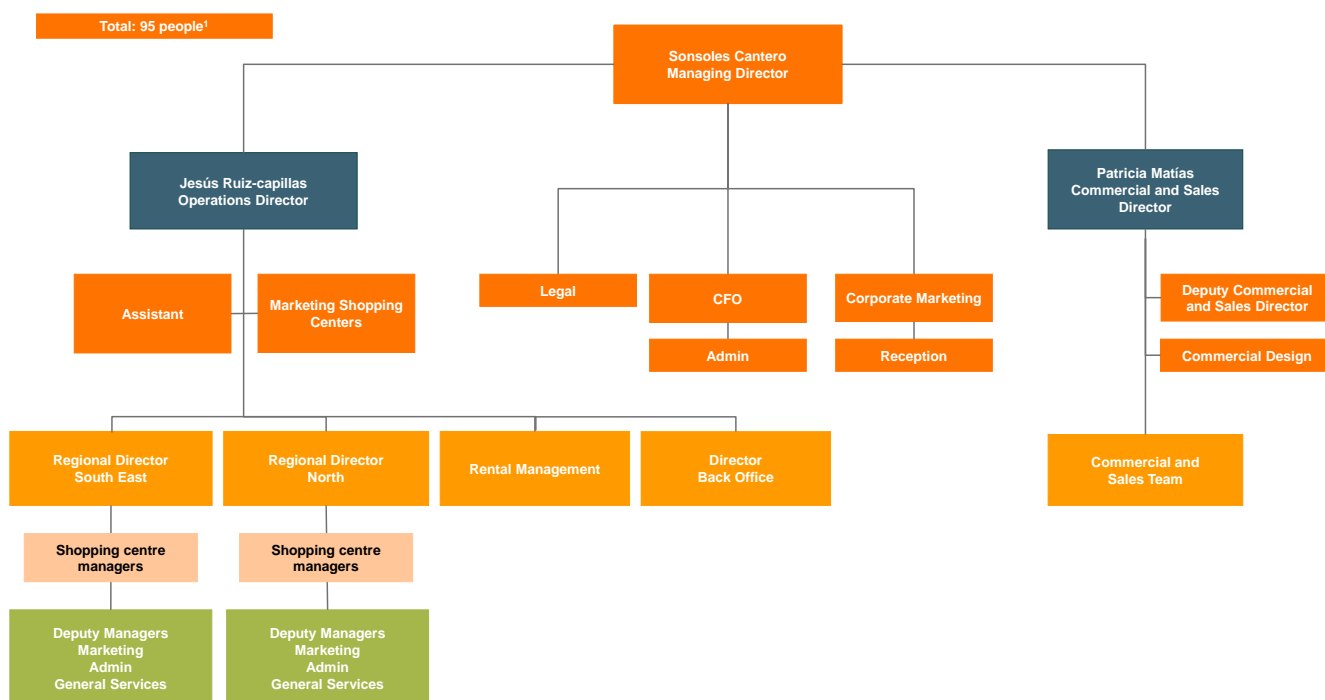 Total: 95 people¹
Sonsoles Cantero
Managing Director
Jesús Ruiz-capillas
Operations Director
Patricia Matías
Commercial and Sales
Director
Assistant
Marketing Shopping
Centers
Legal
CFO
Corporate Marketing
Deputy Commercial
and Sales Director
Admin
Reception
Commercial Design
Regional Director
South East
Regional Director
North
Rental Management
Director
Back Office
Commercial and
Sales Team
Shopping centre
managers
Shopping centre
managers
Deputy Managers
Marketing
Admin
General Services
Deputy Managers
Marketing
Admin
General Services